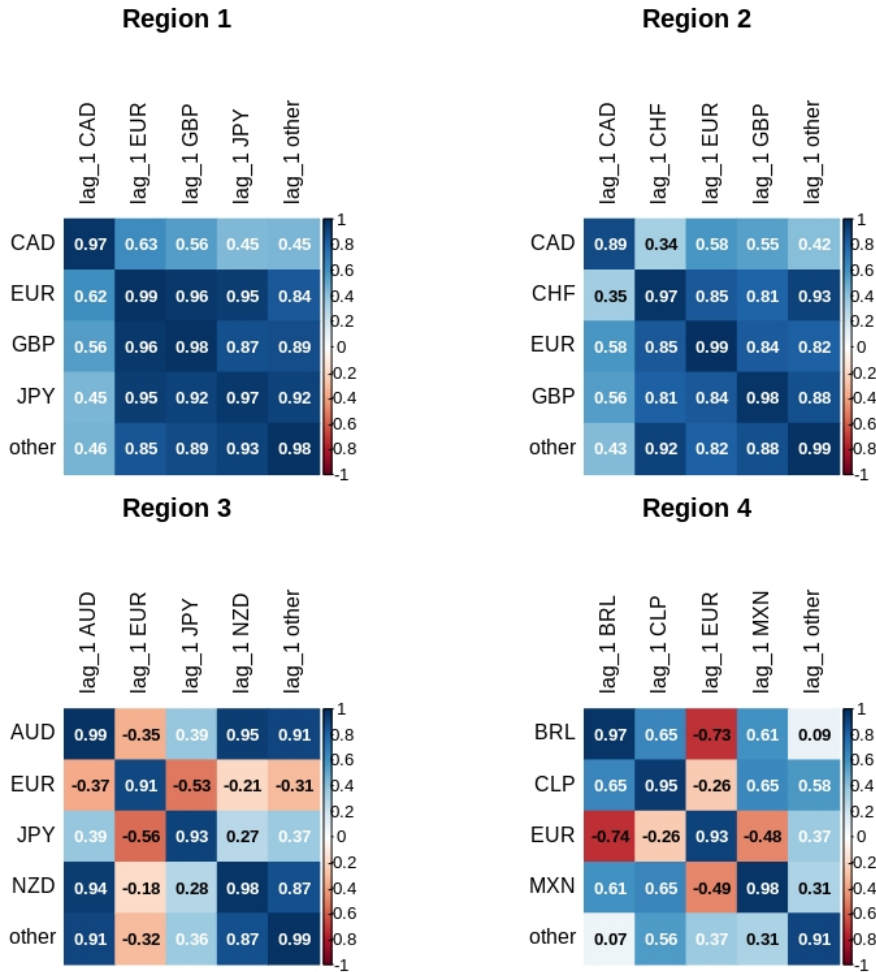 Region 1
lag_1 CAD lag_1 EUR lag_1 GBP lag_1 JPY lag_1 other
CAD 0.97 0.63 0.56 0.45 0.45
EUR 0.62 0.99 0.96 0.95 0.84
GBP 0.56 0.96 0.98 0.87 0.89
JPY 0.45 0.95 0.92 0.97 0.92
other 0.46 0.85 0.89 0.93 0.98
1
0.8
0.6
0.4
0.2
0
-0.2
-0.4
-0.6
-0.8
-1
Region 2
lag_1 CAD lag_1 CHF lag_1 EUR lag_1 GBP lag_1 other
CAD 0.89 0.34 0.58 0.55 0.42
CHF 0.35 0.97 0.85 0.81 0.93
EUR 0.58 0.85 0.99 0.84 0.82
GBP 0.56 0.81 0.84 0.98 0.88
other 0.43 0.92 0.82 0.88 0.99
1
0.8
0.6
0.4
0.2
0
-0.2
-0.4
-0.6
-0.8
-1
Region 3
lag_1 AUD lag_1 EUR lag_1 JPY lag_1 NZD lag_1 other
AUD 0.99 -0.35 0.39 0.95 0.91
EUR -0.37 0.91 -0.53 -0.21 -0.31
JPY 0.39 -0.56 0.93 0.27 0.37
NZD 0.94 -0.18 0.28 0.98 0.87
other 0.91 -0.32 0.36 0.87 0.99
1
0.8
0.6
0.4
0.2
0
-0.2
-0.4
-0.6
-0.8
-1
Region 4
lag_1 BRL lag_1 CLP lag_1 EUR lag_1 MXN lag_1 other
BRL 0.97 0.65 -0.73 0.61 0.09
CLP 0.65 0.95 -0.26 0.65 0.58
EUR -0.74 -0.26 0.93 -0.48 0.37
MXN 0.61 0.65 -0.49 0.98 0.31
other 0.07 0.56 0.37 0.31 0.91
1
0.8
0.6
0.4
0.2
0
-0.2
-0.4
-0.6
-0.8
-1